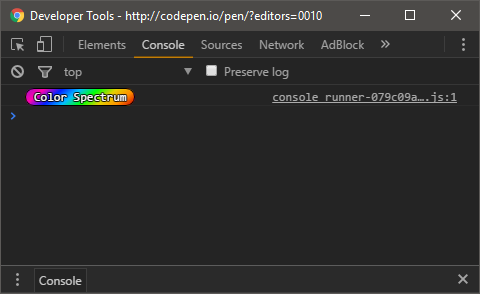 Developer Tools - http://codepen.io/pen/?editors=0010
Elements Console Sources Network AdBlock
top Preserve log
Color Spectrum console_runner-079c09a….js:1
Console